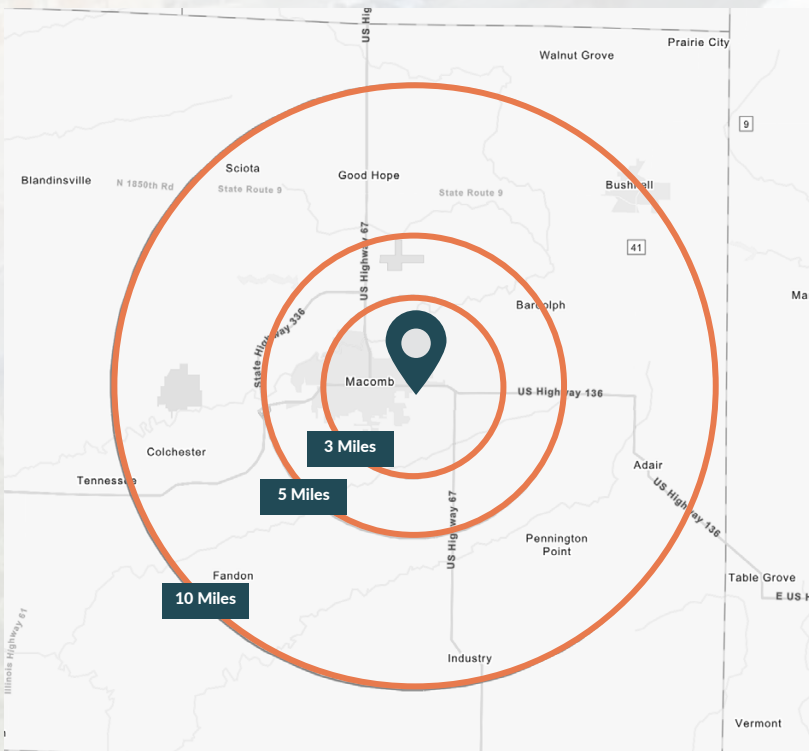 US Hig
Prairie City
Walnut Grove
9
Sciota
Good Hope
Blandinsville
N 1850th Rd
State Route 9
State Route 9
Bushnell
US Highway 67
41
Ma
Bardolph
State Highway 336
Macomb
US Highway 136
3 Miles
Colchester
Adair
Tennessee
5 Miles
US Highway 67
US Highway 136
Pennington
Point
Fandon
Table Grove
10 Miles
E US H
Illinois Highway 61
Industry
Vermont